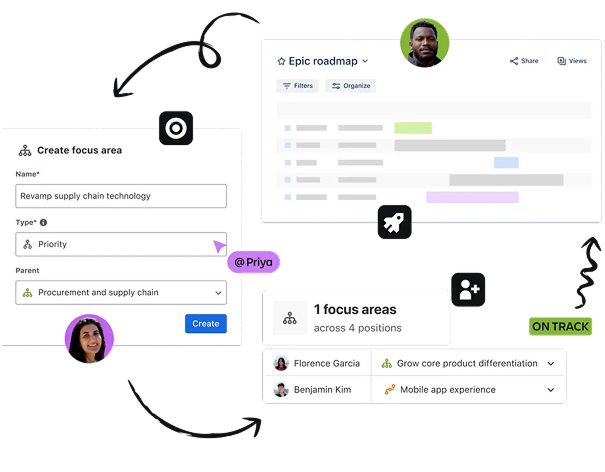 Epic roadmap
Share
Views
Filters
Organize
Create focus area
Name*
Revamp supply chain technology
Type*
Priority
@Priya
Parent
Procurement and supply chain
Create
1 focus areas
across 4 positions
ON TRACK
Florence Garcia
Grow core product differentiation
Benjamin Kim
Mobile app experience